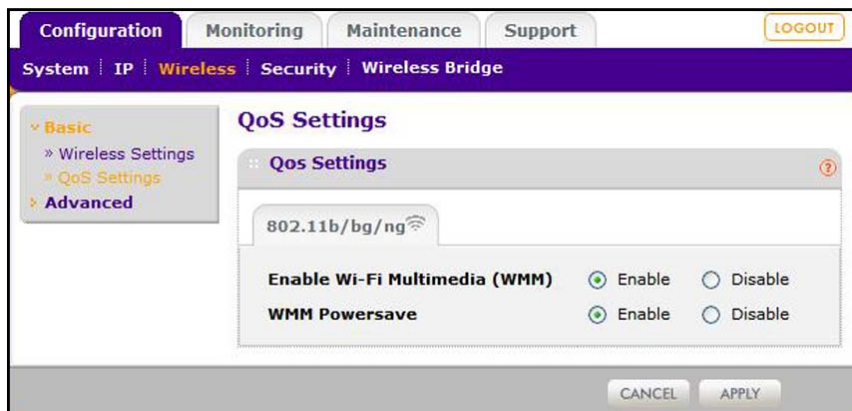 Configuration Monitoring Maintenance Support LOGOUT
System IP Wireless Security Wireless Bridge
Basic
» Wireless Settings
» QoS Settings
Advanced
QoS Settings
Qos Settings ?
802.11b/bg/ng
Enable Wi-Fi Multimedia (WMM) Enable Disable
WMM Powersave Enable Disable
CANCEL APPLY